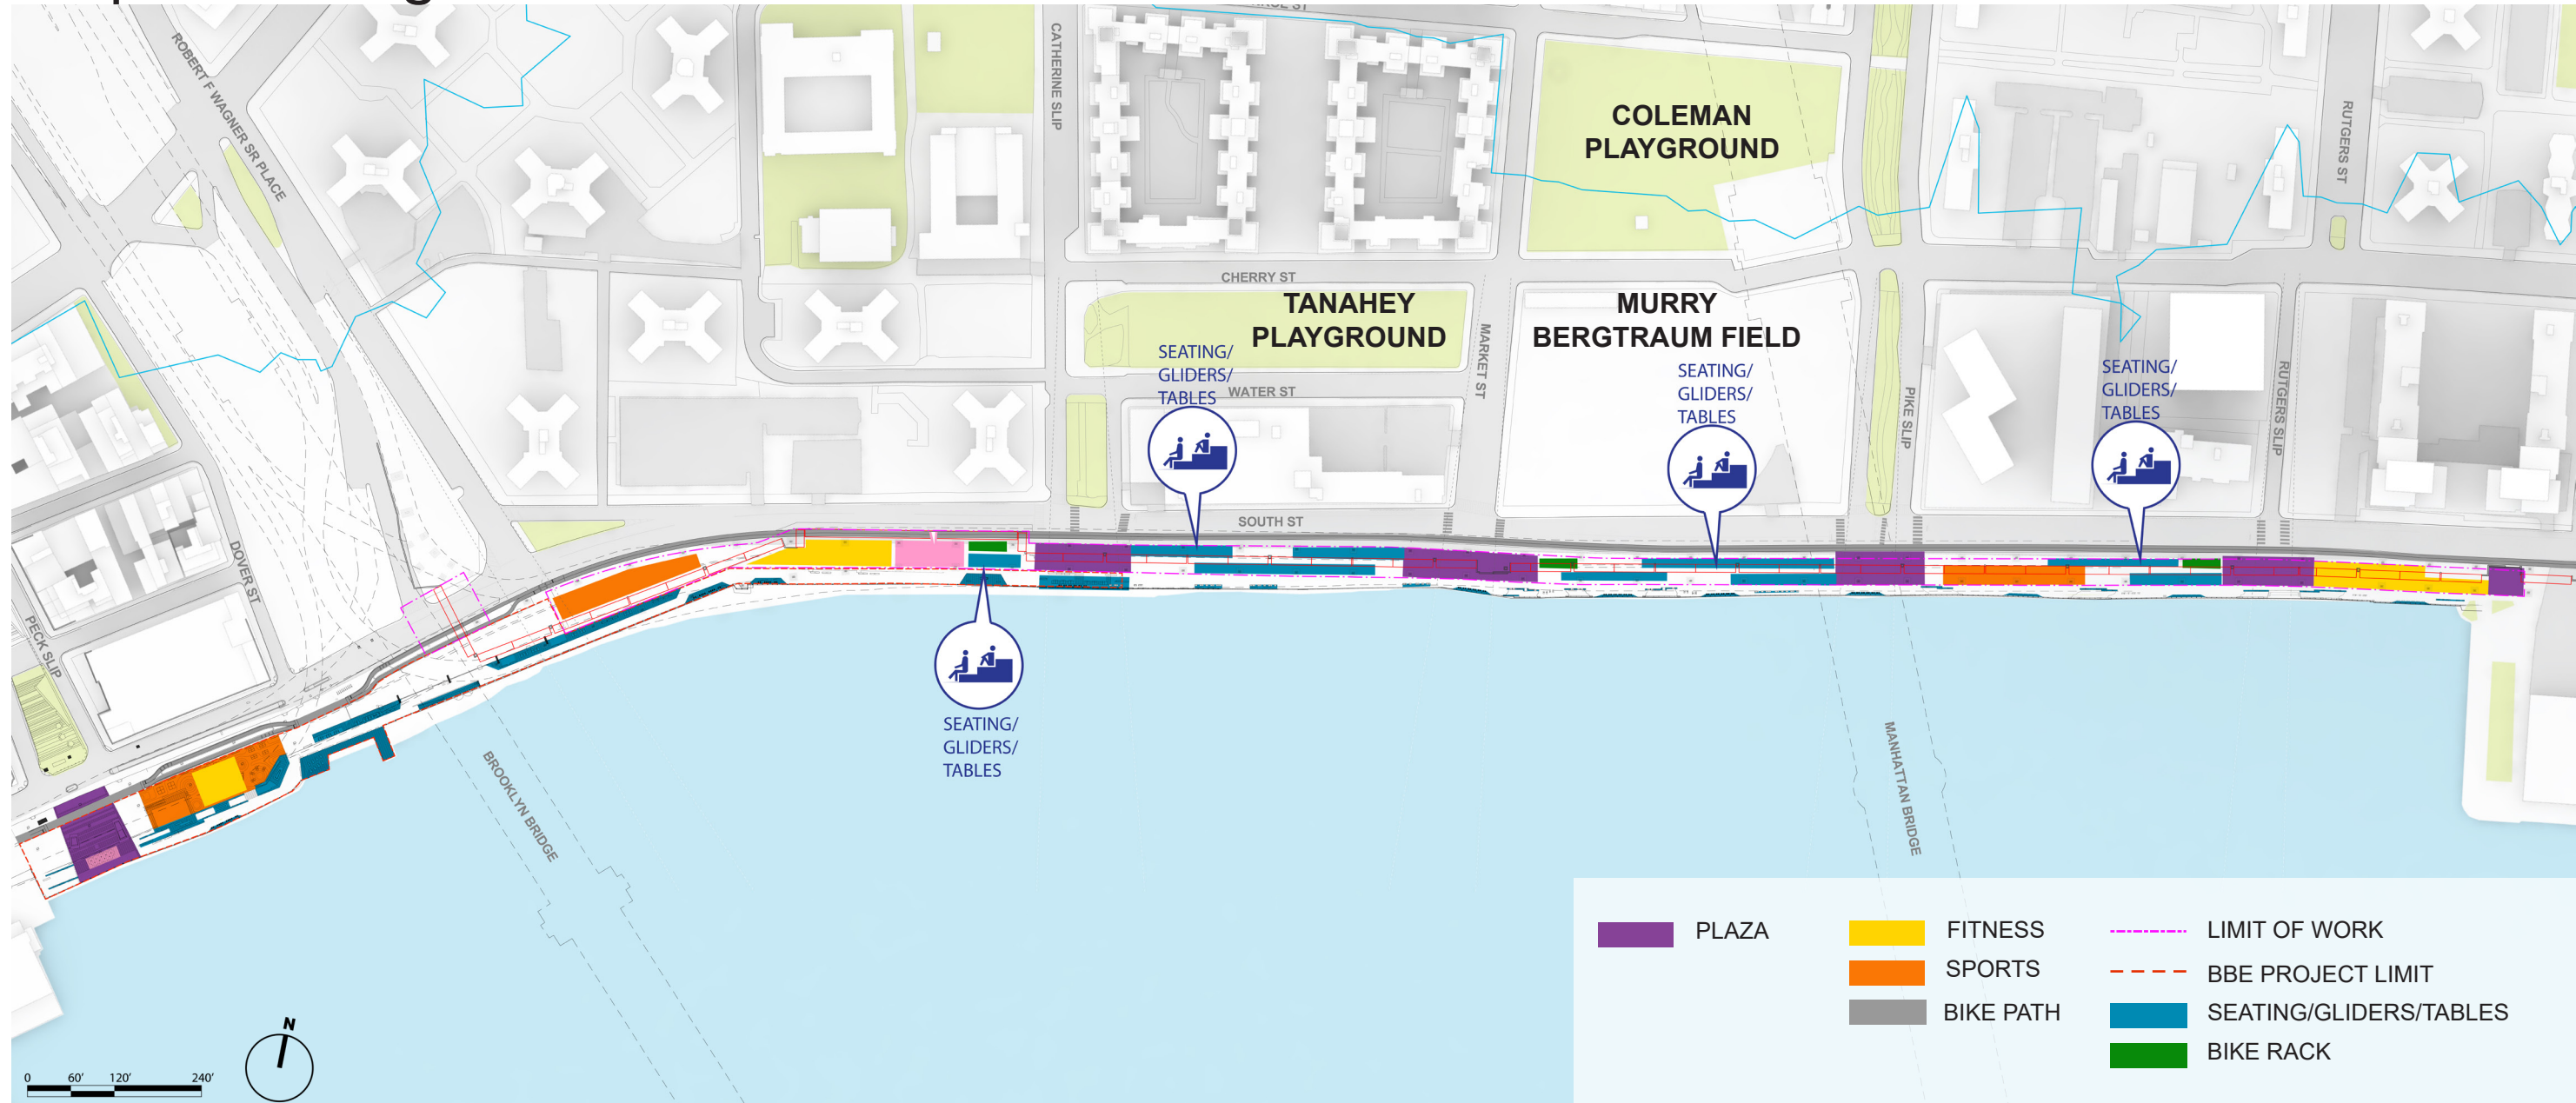 ROBERT F WAGNER SR PLACE
CATHERINE SLIP
COLEMAN
PLAYGROUND
RUTGERS ST
CHERRY ST
TANAHEY
PLAYGROUND
MURRY
BERGTRAUM FIELD
MARKET ST
WATER ST
PIKE SLIP
RUTGERS SLIP
SEATING/
GLIDERS/
TABLES
SEATING/
GLIDERS/
TABLES
SEATING/
GLIDERS/
TABLES
SOUTH ST
DOVER ST
PECK SLIP
SEATING/
GLIDERS/
TABLES
BROOKLYN BRIDGE
MANHATTAN BRIDGE
PLAZA
FITNESS
SPORTS
BIKE PATH
LIMIT OF WORK
BBE PROJECT LIMIT
SEATING/GLIDERS/TABLES
BIKE RACK
N
0 60' 120' 240'